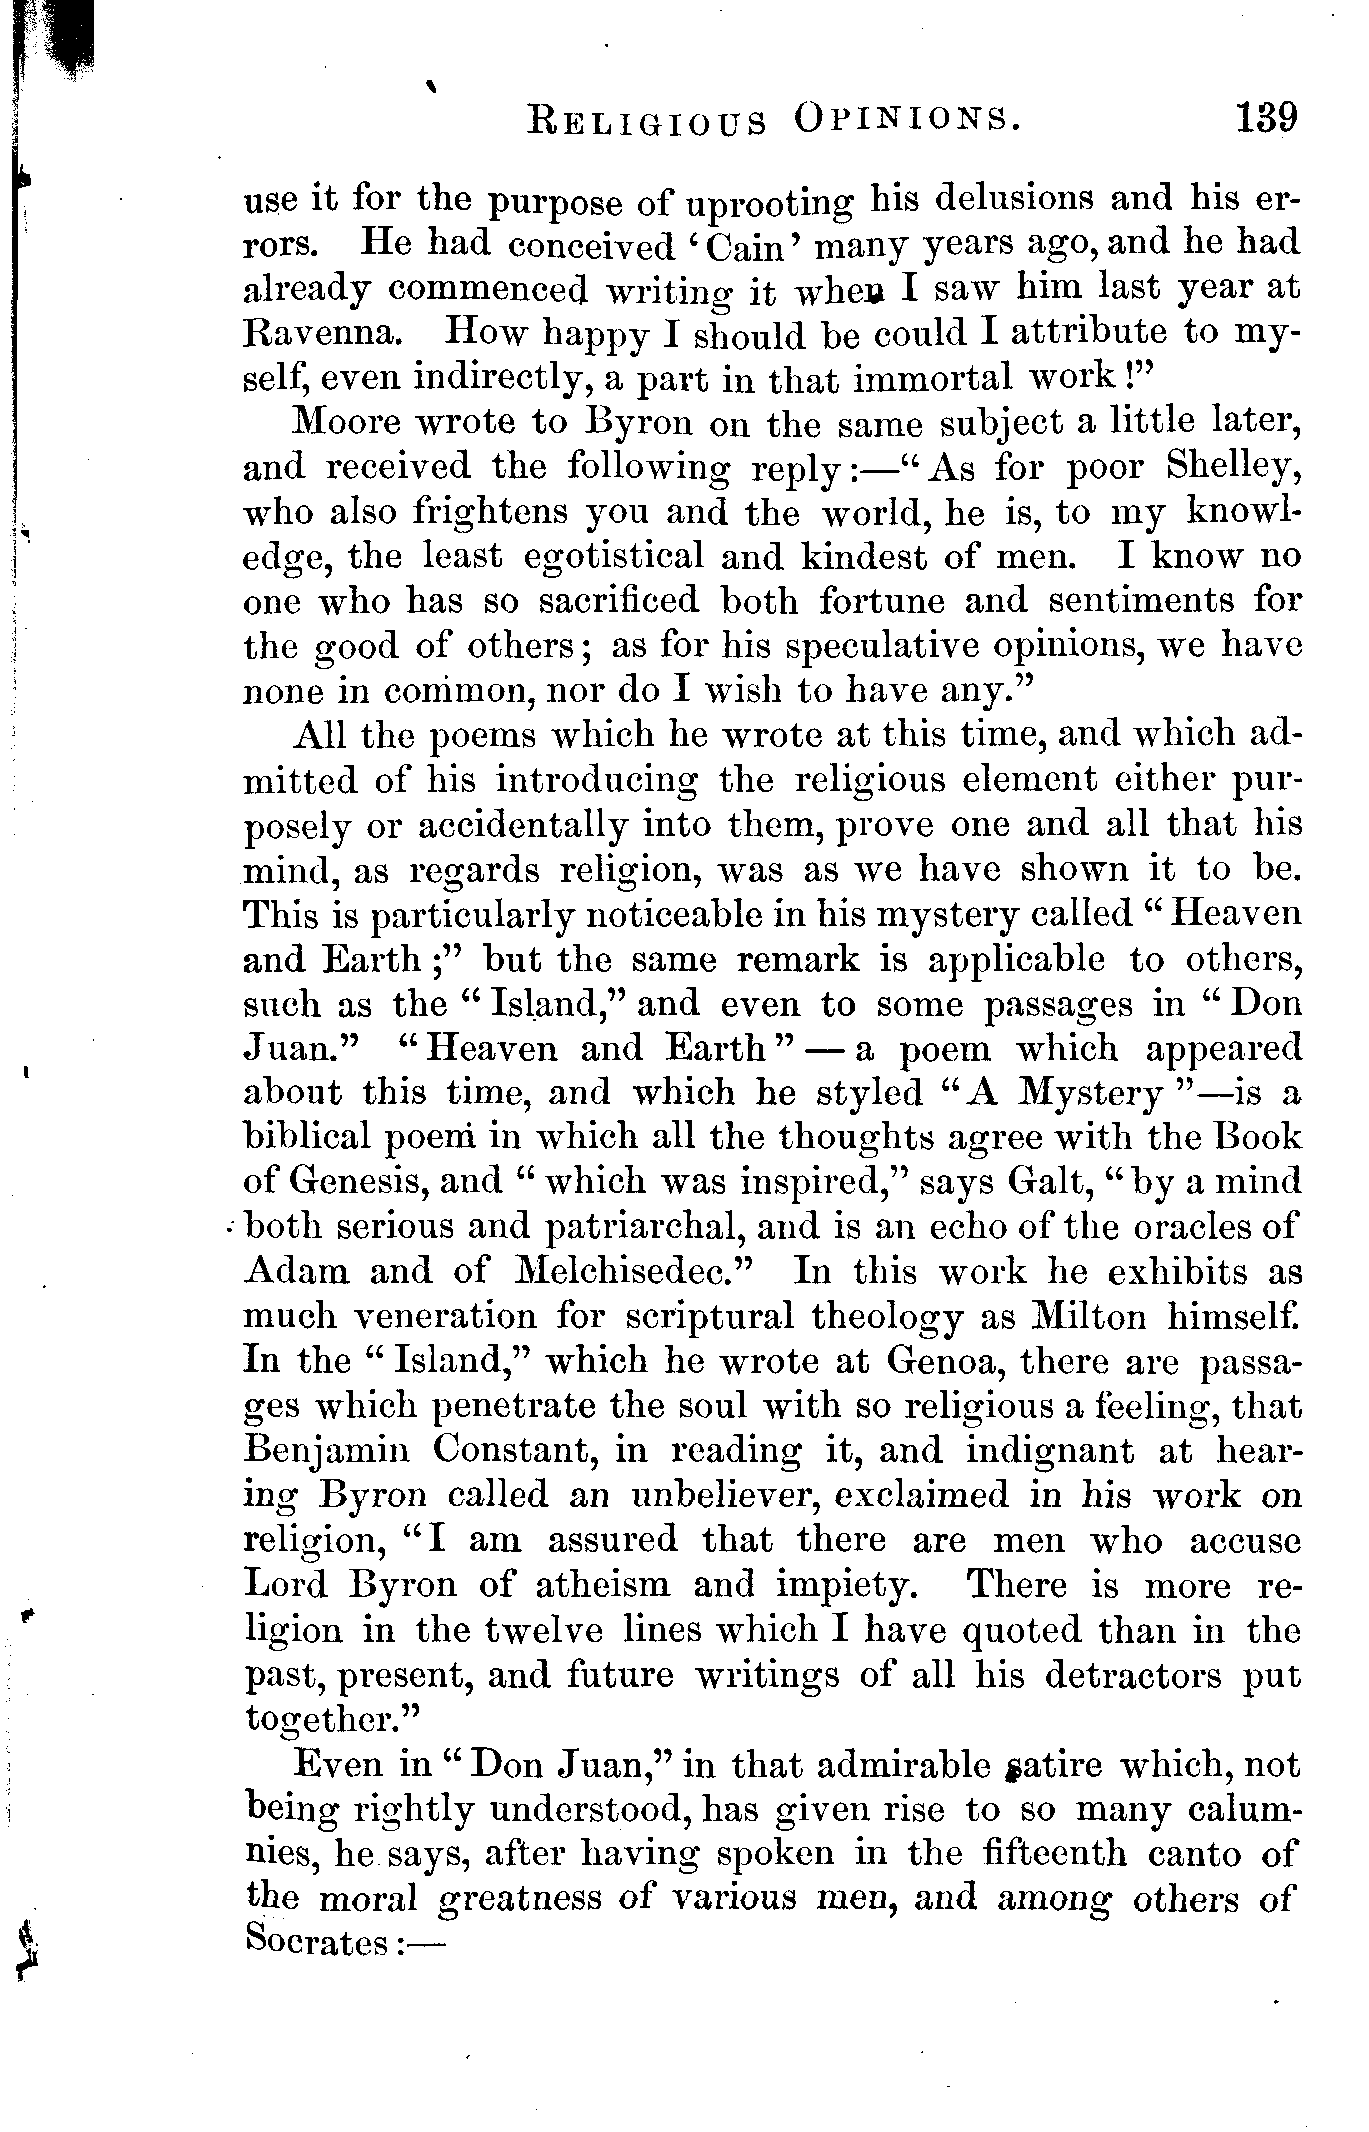 RELIGIOUS OPINIONS. 139
use it for the purpose of uprooting his delusions and his er-
rors. He had conceived ‘Cain’ many years ago, and he had
already commenced writing it when I saw him last year at
Ravenna. How happy I should be could I attribute to my-
self, even indirectly, a part in that immortal work!”
Moore wrote to Byron on the same subject a little later,
and received the following reply:—“As for poor Shelley,
who also frightens you and the world, he is, to my knowl-
edge, the least egotistical and kindest of men. I know no
one who has so sacrificed both fortune and sentiments for
the good of others; as for his speculative opinions, we have
none in common, nor do I wish to have any.”
All the poems which he wrote at this time, and which ad-
mitted of his introducing the religious element either pur-
posely or accidentally into them, prove one and all that his
mind, as regards religion, was as we have shown it to be.
This is particularly noticeable in his mystery called “Heaven
and Earth;” but the same remark is applicable to others,
such as the “Island,” and even to some passages in “Don
Juan.” “Heaven and Earth” — a poem which appeared
about this time, and which he styled “A Mystery”—is a
biblical poem in which all the thoughts agree with the Book
of Genesis, and “which was inspired,” says Galt, “by a mind
both serious and patriarchal, and is an echo of the oracles of
Adam and of Melchisedec.” In this work he exhibits as
much veneration for scriptural theology as Milton himself.
In the “Island,” which he wrote at Genoa, there are passa-
ges which penetrate the soul with so religious a feeling, that
Benjamin Constant, in reading it, and indignant at hear-
ing Byron called an unbeliever, exclaimed in his work on
religion, “I am assured that there are men who accuse
Lord Byron of atheism and impiety. There is more re-
ligion in the twelve lines which I have quoted than in the
past, present, and future writings of all his detractors put
together.”
Even in “Don Juan,” in that admirable satire which, not
being rightly understood, has given rise to so many calum-
nies, he says, after having spoken in the fifteenth canto of
the moral greatness of various men, and among others of
Socrates:—